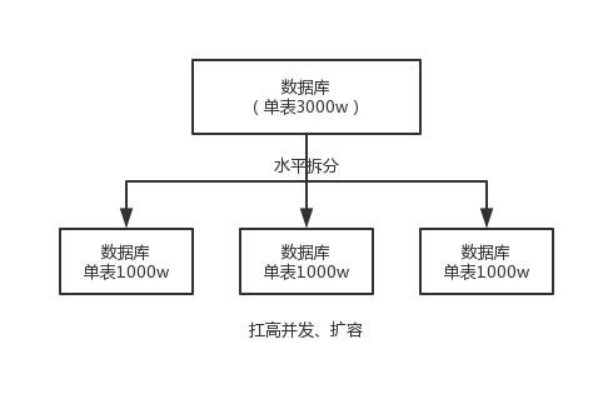 数据库
（单表3000w）
水平拆分
数据库
单表1000w
数据库
单表1000w
数据库
单表1000w
扛高并发、扩容